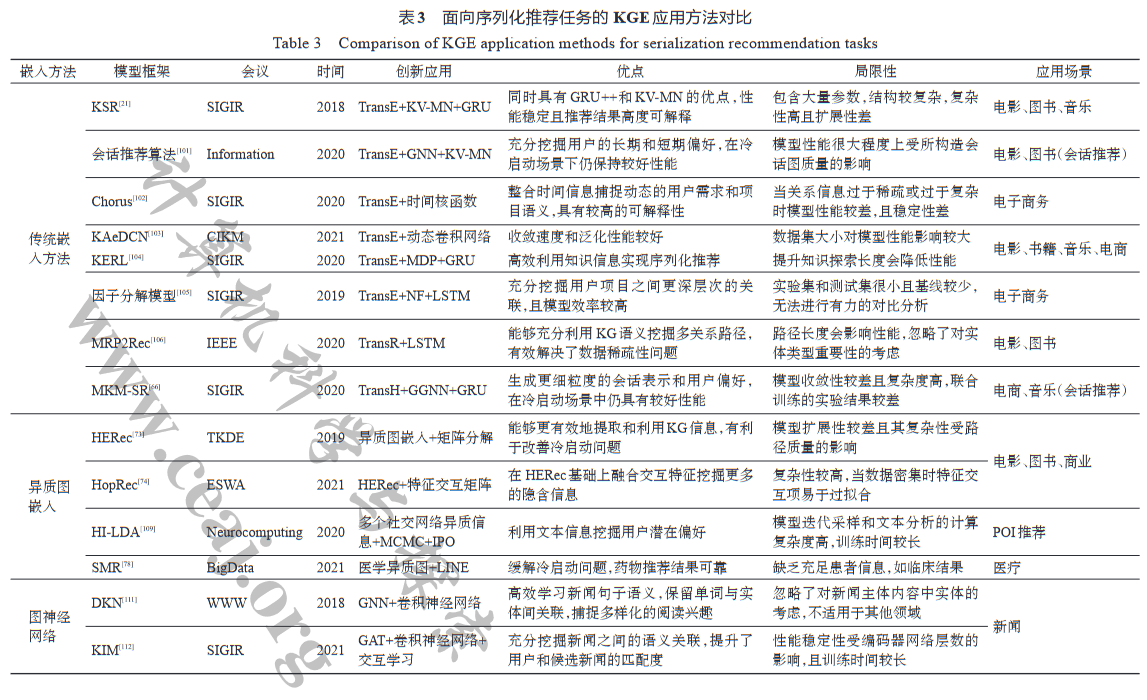 表3 面向序列化推荐任务的KGE应用方法对比
Table 3 Comparison of KGE application methods for serialization recommendation tasks
嵌入方法 模型框架 会议 时间 创新应用 优点 局限性 应用场景
传统嵌
入方法
KSR[21] SIGIR 2018 TransE+KV-MN+GRU
同时具有GRU++和KV-MN的优点,性
能稳定且推荐结果高度可解释
包含大量参数,结构较复杂,复杂
性高且扩展性差
电影、图书、音乐
会话推荐算法[101] Information 2020 TransE+GNN+KV-MN
充分挖掘用户的长期和短期偏好,在冷
启动场景下仍保持较好性能
模型性能很大程度上受所构造会
话图质量的影响
电影、图书(会话推荐)
Chorus[102] SIGIR 2020 TransE+时间核函数
整合时间信息捕捉动态的用户需求和项
目语义,具有较高的可解释性
当关系信息过于稀疏或过于复杂
时模型性能较差,且稳定性差
电子商务
KAeDCN[103] CIKM 2021 TransE+动态卷积网络 收敛速度和泛化性能较好 数据集大小对模型性能影响较大
KERL[104] SIGIR 2020 TransE+MDP+GRU 高效利用知识信息实现序列化推荐 提升知识探索长度会降低性能
电影、书籍、音乐、电商
因子分解模型[105] SIGIR 2019 TransE+NF+LSTM
充分挖掘用户项目之间更深层次的关
联,且模型效率较高
实验集和测试集很小且基线较少,
无法进行有力的对比分析
电子商务
MRP2Rec[106] IEEE 2020 TransR+LSTM
能够充分利用KG语义挖掘多关系路径,
有效解决了数据稀疏性问题
路径长度会影响性能,忽略了对实
体类型重要性的考虑
电影、图书
MKM-SR[66] SIGIR 2020 TransH+GGNN+GRU
生成更细粒度的会话表示和用户偏好,
在冷启动场景中仍具有较好性能
模型收敛性较差且复杂度高,联合
训练的实验结果较差
电商、音乐(会话推荐)
异质图
嵌入
HERec[73] TKDE 2019 异质图嵌入+矩阵分解
能够更有效地提取和利用KG信息,有利
于改善冷启动问题
模型扩展性较差且其复杂性受路
径质量的影响
电影、图书、商业
HopRec[74] ESWA 2021 HERec+特征交互矩阵
在HERec基础上融合交互特征挖掘更多
的隐含信息
复杂性较高,当数据密集时特征交
互项易于过拟合
HI-LDA[109] Neurocomputing 2020
多个社交网络异质信
息+MCMC+IPO
利用文本信息挖掘用户潜在偏好
模型迭代采样和文本分析的计算
复杂度高,训练时间较长
POI推荐
SMR[78] BigData 2021 医学异质图+LINE 缓解冷启动问题,药物推荐结果可靠 缺乏充足患者信息,如临床结果 医疗
图神经
网络
DKN[111] WWW 2018 GNN+卷积神经网络
高效学习新闻句子语义,保留单词与实
体间关联,捕捉多样化的阅读兴趣
忽略了对新闻主体内容中实体的
考虑,不适用于其他领域
新闻
KIM[112] SIGIR 2021
GAT+卷积神经网络+
交互学习
充分挖掘新闻之间的语义关联,提升了
用户和候选新闻的匹配度
性能稳定性受编码器网络层数的
影响,且训练时间较长
计算机科学与探索
www.ceaj.org